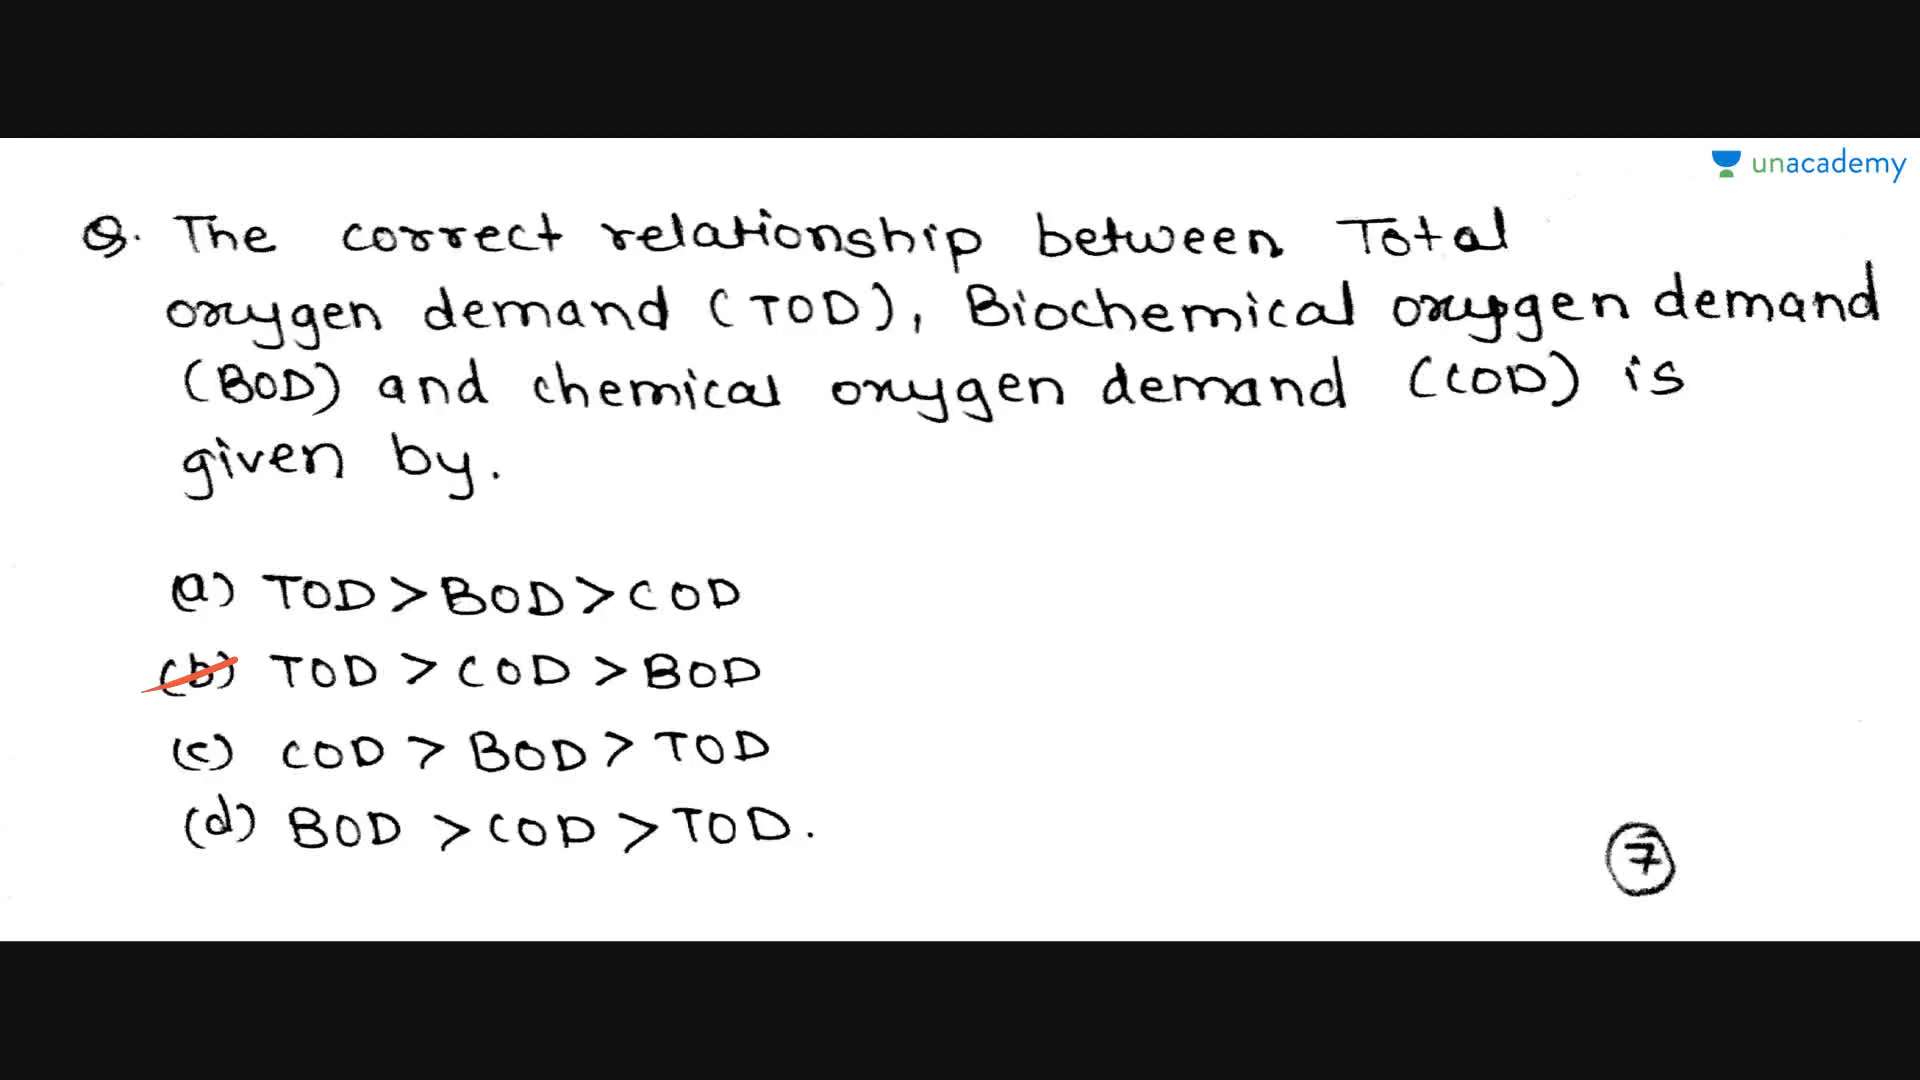 unacademy
Q. The correct relationship between Total
oxygen demand (TOD), Biochemical oxygen demand
(BOD) and chemical oxygen demand (COD) is
given by.
(a) TOD > BOD > COD
(b) TOD > COD > BOD
(c) COD > BOD > TOD
(d) BOD > COD > TOD.
7